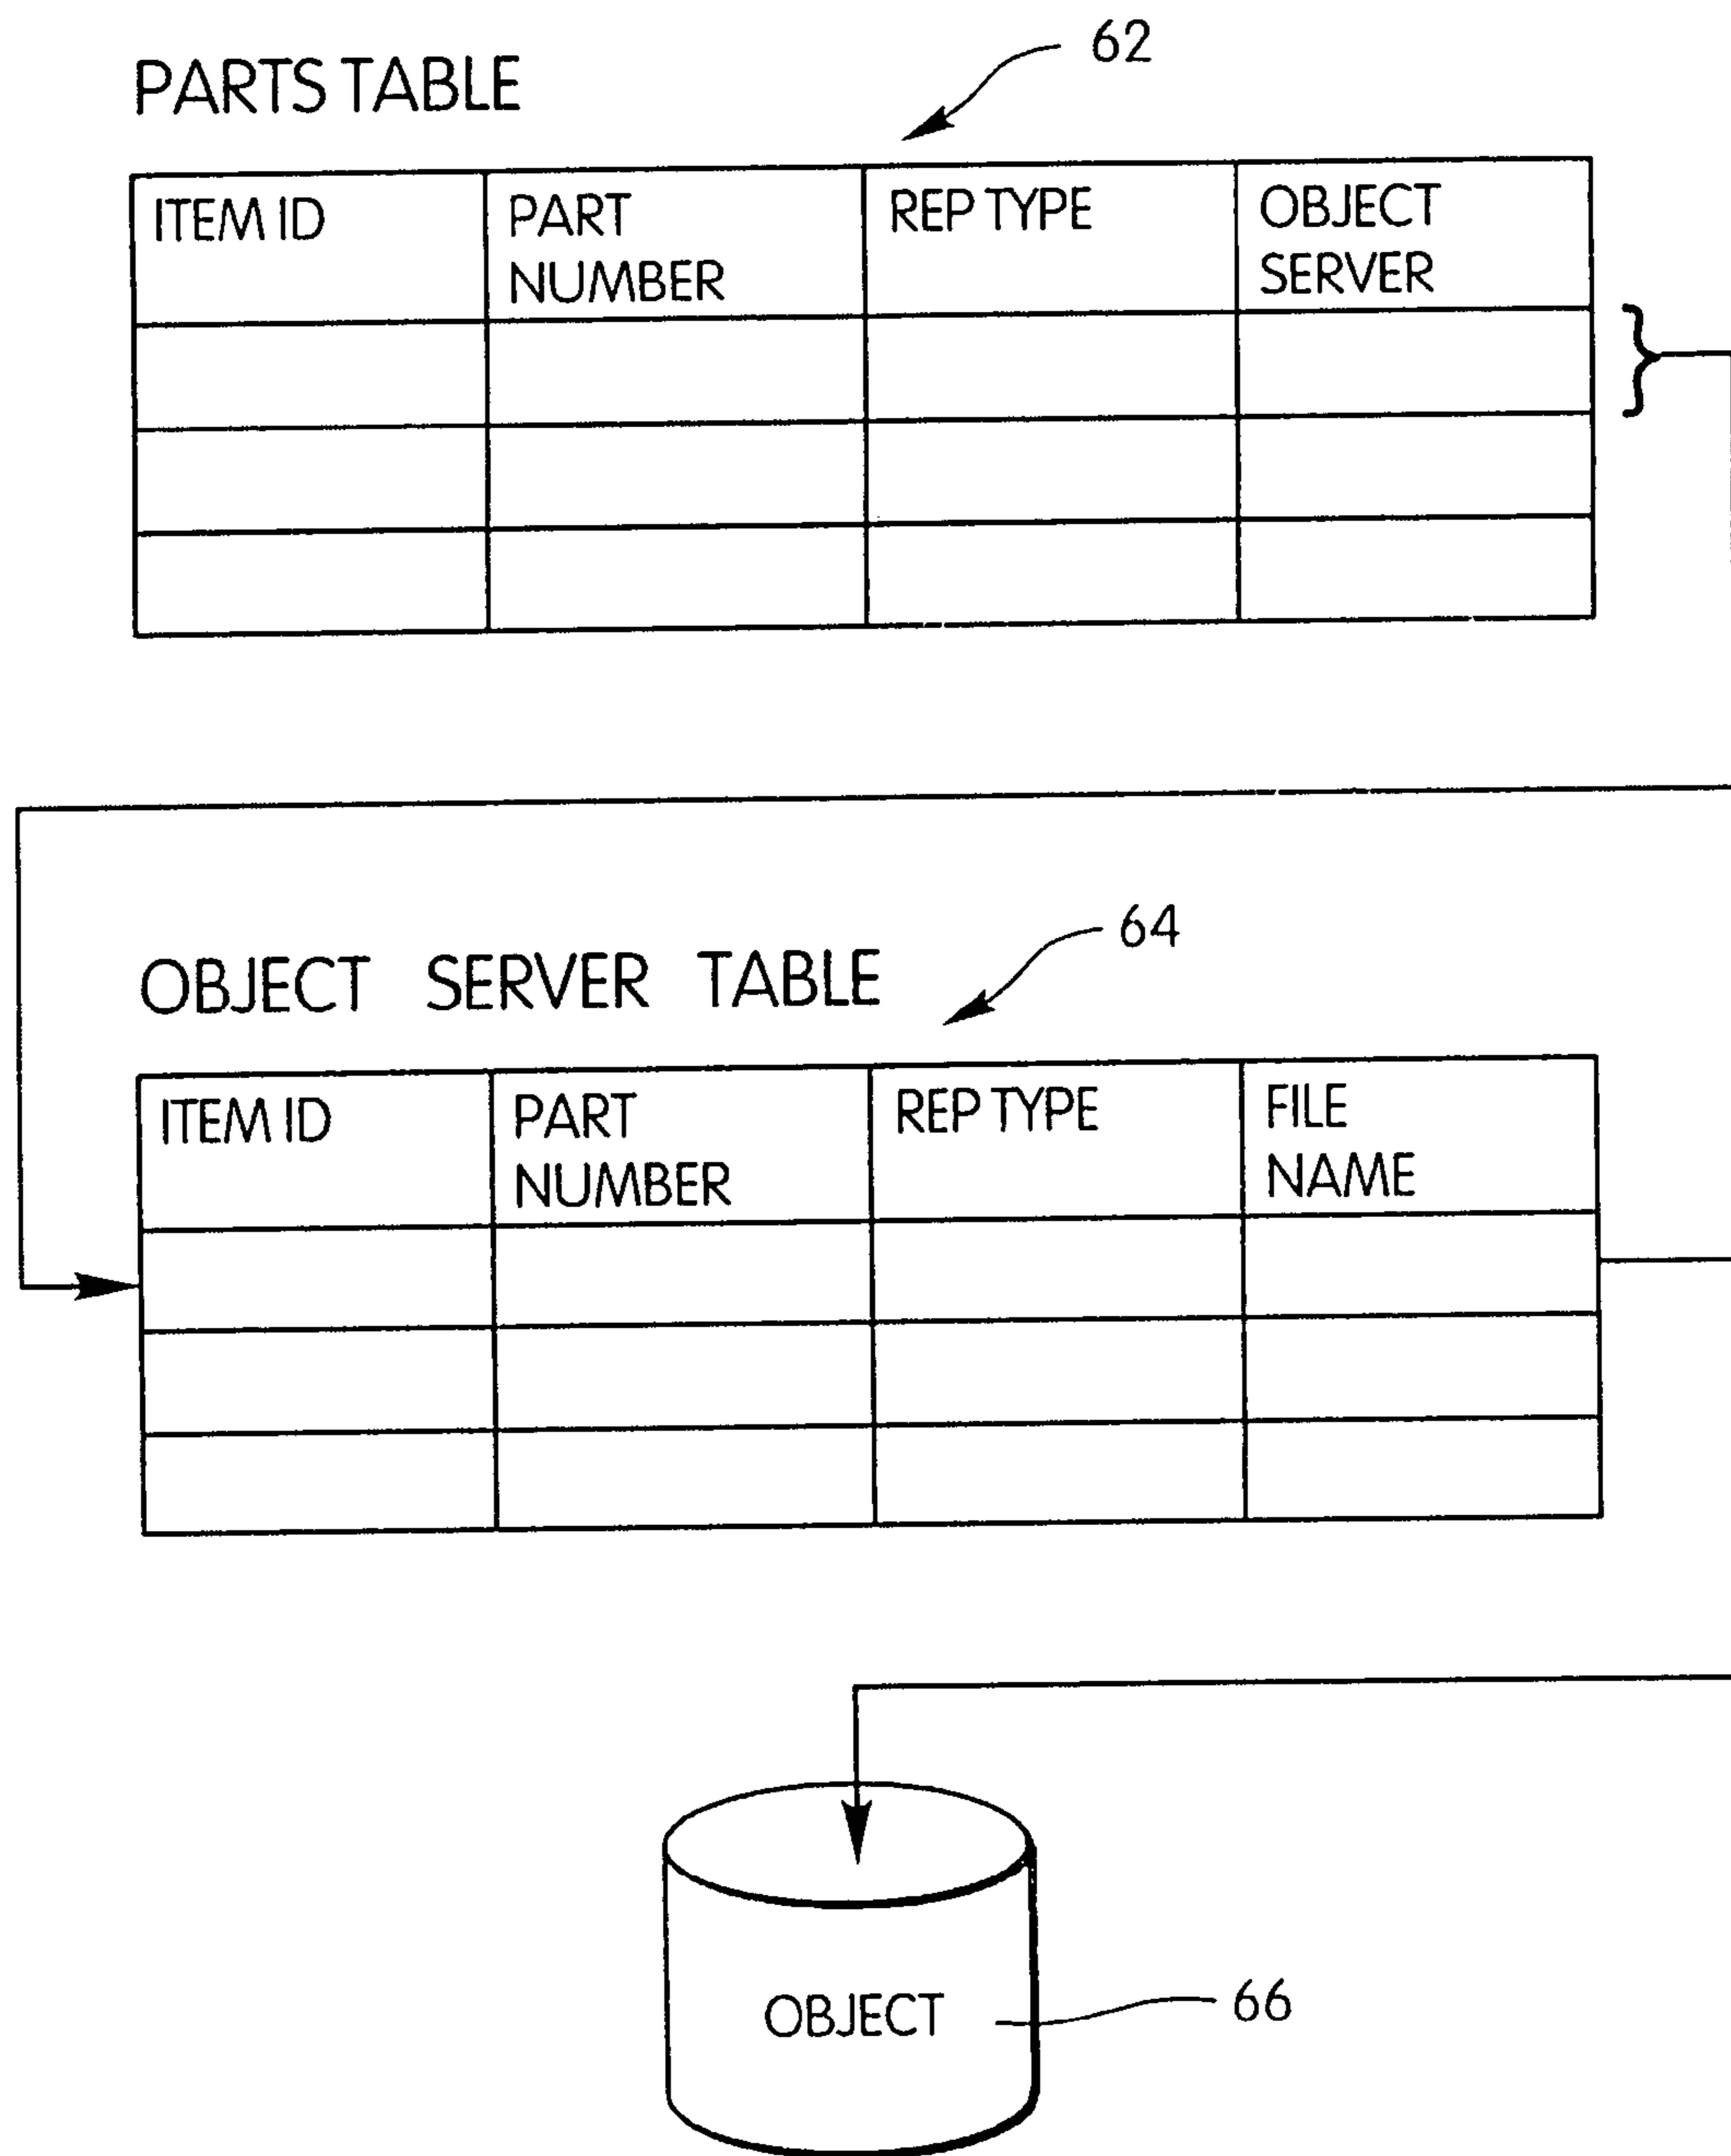 62
PARTS TABLE
ITEM ID
PART
NUMBER
REP TYPE
OBJECT
SERVER
64
OBJECT SERVER TABLE
ITEM ID
PART
NUMBER
REP TYPE
FILE
NAME
OBJECT
66